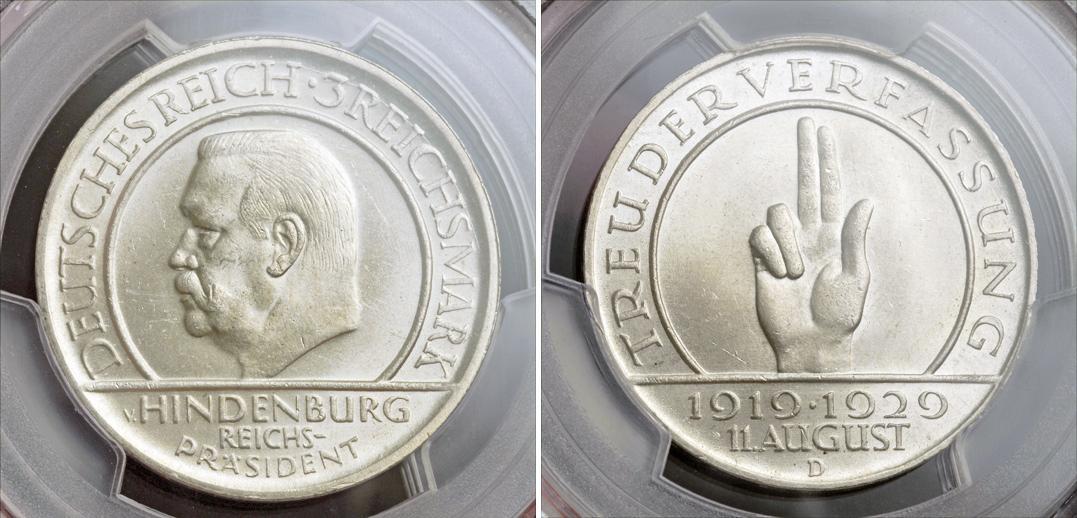 DEUTSCHES REICH · 3 REICHSMARK
v. HINDENBURG
REICHS-
PRÄSIDENT
TREU DER VERFASSUNG
1919 · 1929
11. AUGUST
D